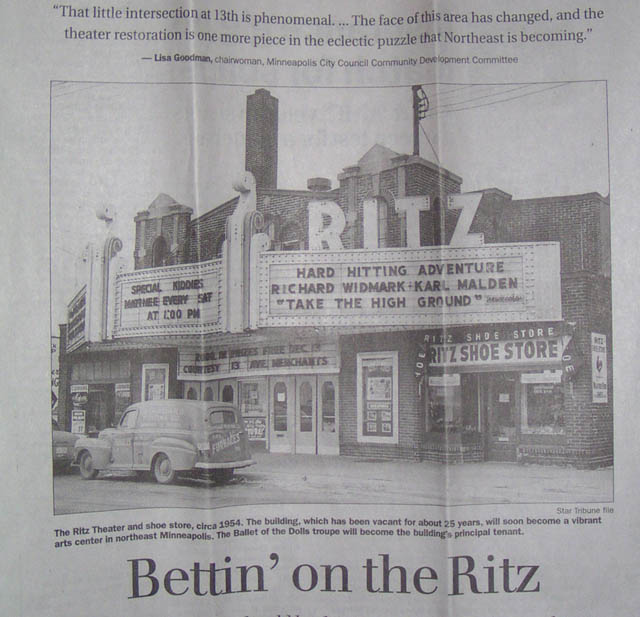 “That little intersection at 13th is phenomenal. ... The face of this area has changed, and the
theater restoration is one more piece in the eclectic puzzle that Northeast is becoming.”
— Lisa Goodman, chairwoman, Minneapolis City Council Community Development Committee
RITZ
SPECIAL KIDDIES
MATINEE EVERY SAT
AT 1:00 PM
HARD HITTING ADVENTURE
RICHARD WIDMARK · KARL MALDEN
"TAKE THE HIGH GROUND"
COURTESY 13 AVE MERCHANTS
RITZ SHOE STORE
RITZ SHOE STORE
FURNACES
Star Tribune file
The Ritz Theater and shoe store, circa 1954. The building, which has been vacant for about 25 years, will soon become a vibrant
arts center in northeast Minneapolis. The Ballet of the Dolls troupe will become the building's principal tenant.
Bettin’ on the Ritz